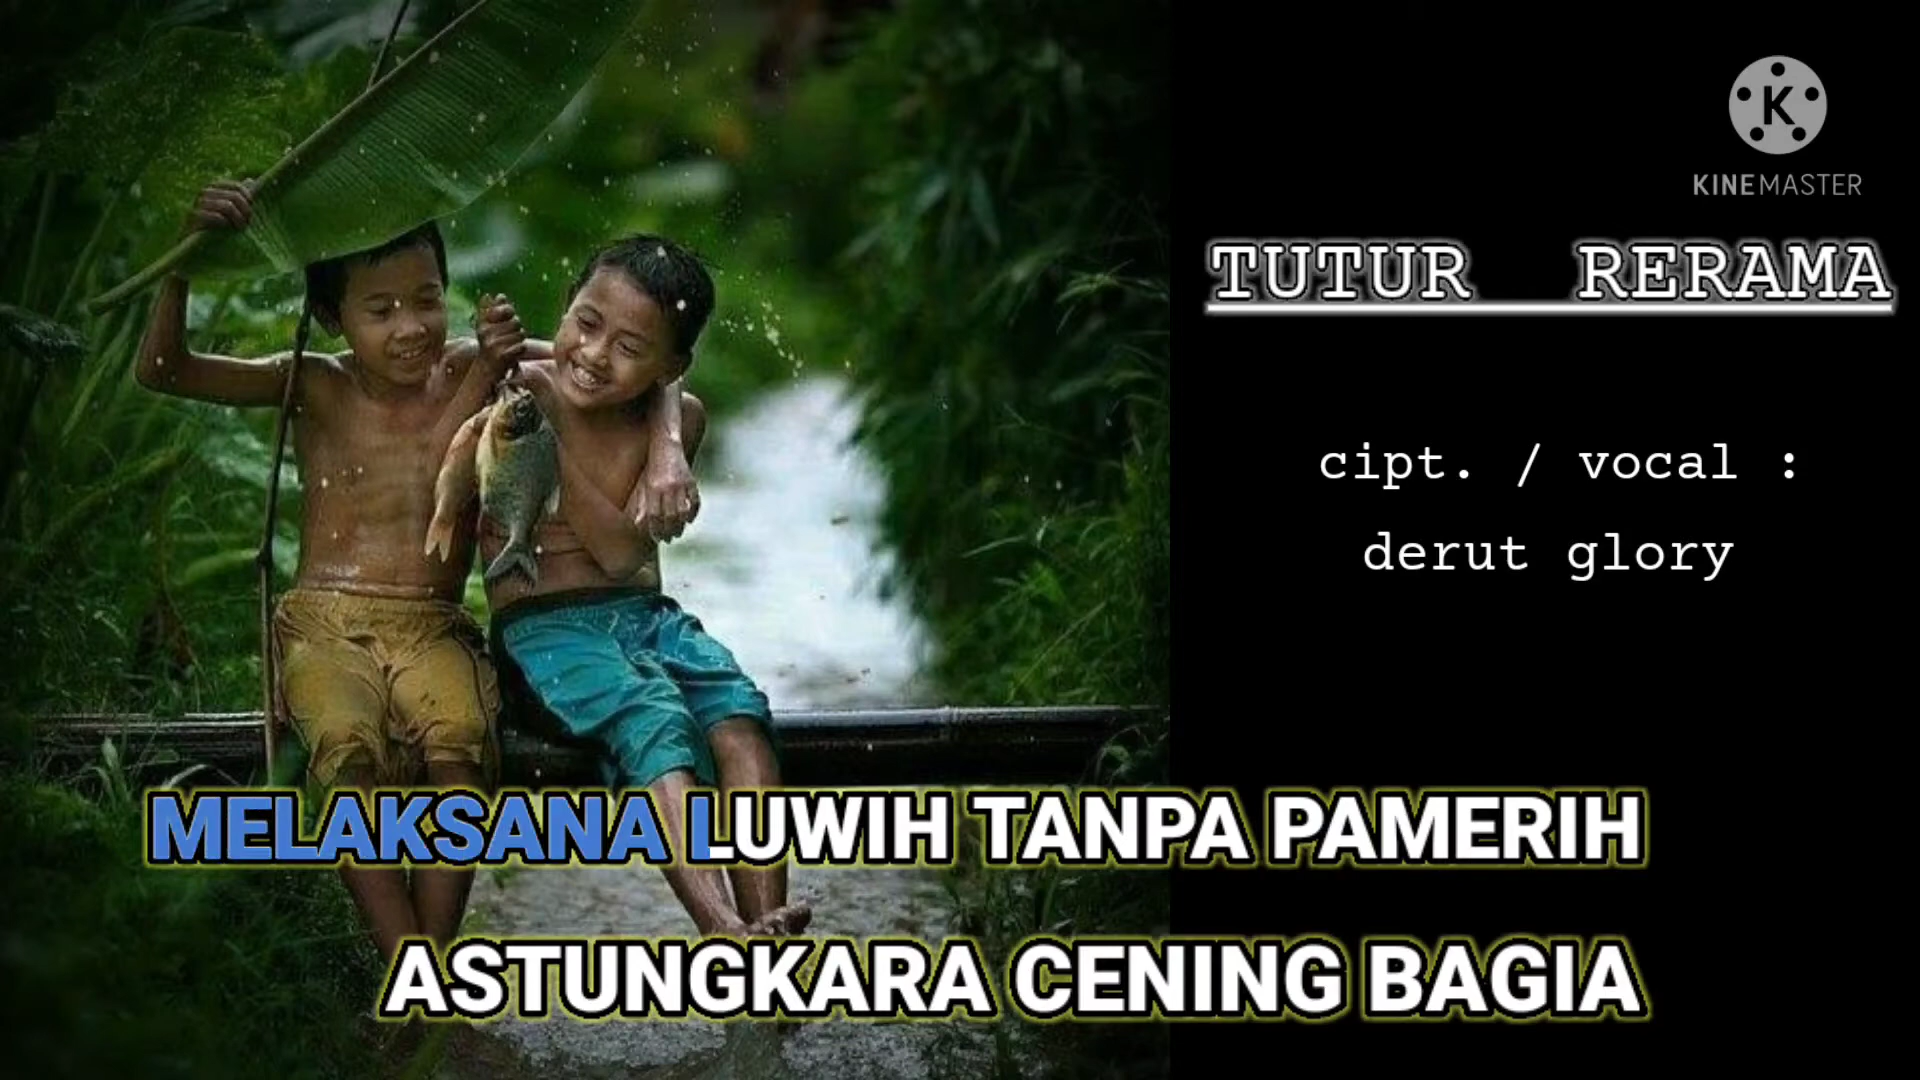 K
KINEMASTER
TUTUR RERAMA
cipt. / vocal :
derut glory
MELAKSANA LUWIH TANPA PAMERIH
ASTUNGKARA CENING BAGIA